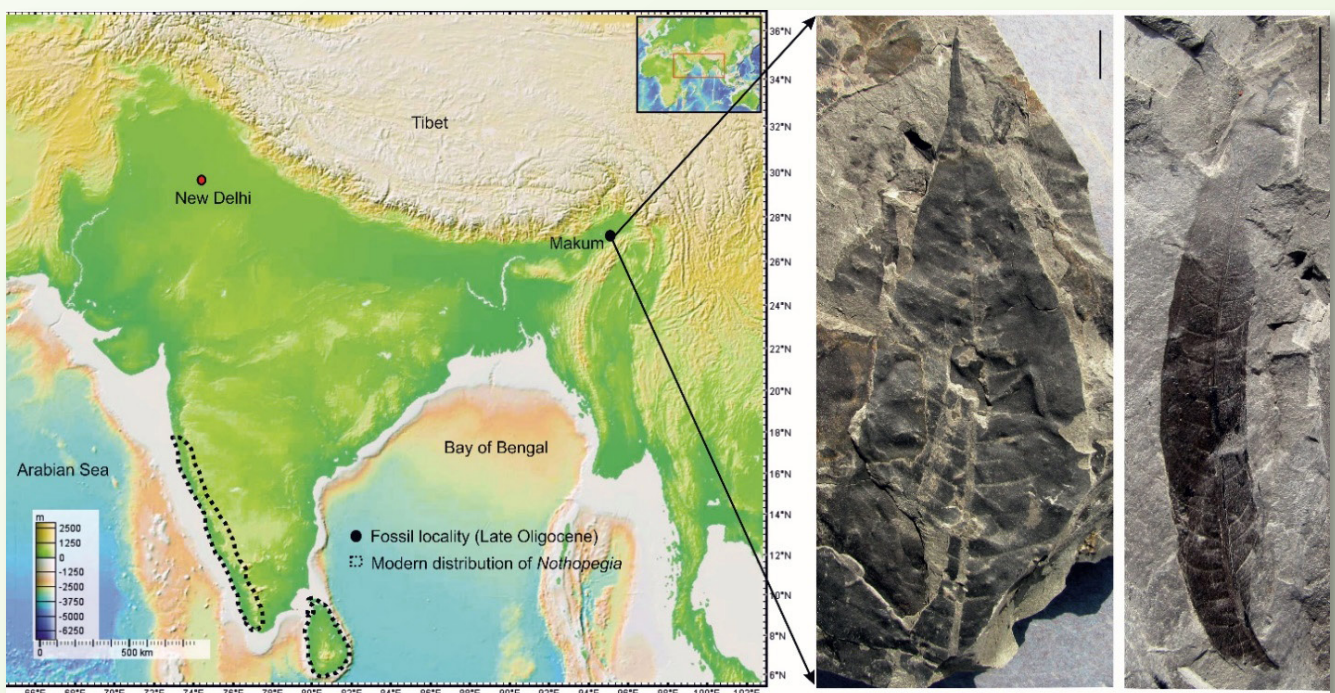 Tibet
New Delhi
Makum
Arabian Sea
Bay of Bengal
Fossil locality (Late Oligocene)
Modern distribution of Nothopegia
m
2500
1250
0
-1250
-2500
-3750
-5000
-6250
0 500 km
36°N
34°N
32°N
30°N
28°N
26°N
24°N
22°N
20°N
18°N
16°N
14°N
12°N
10°N
8°N
6°N